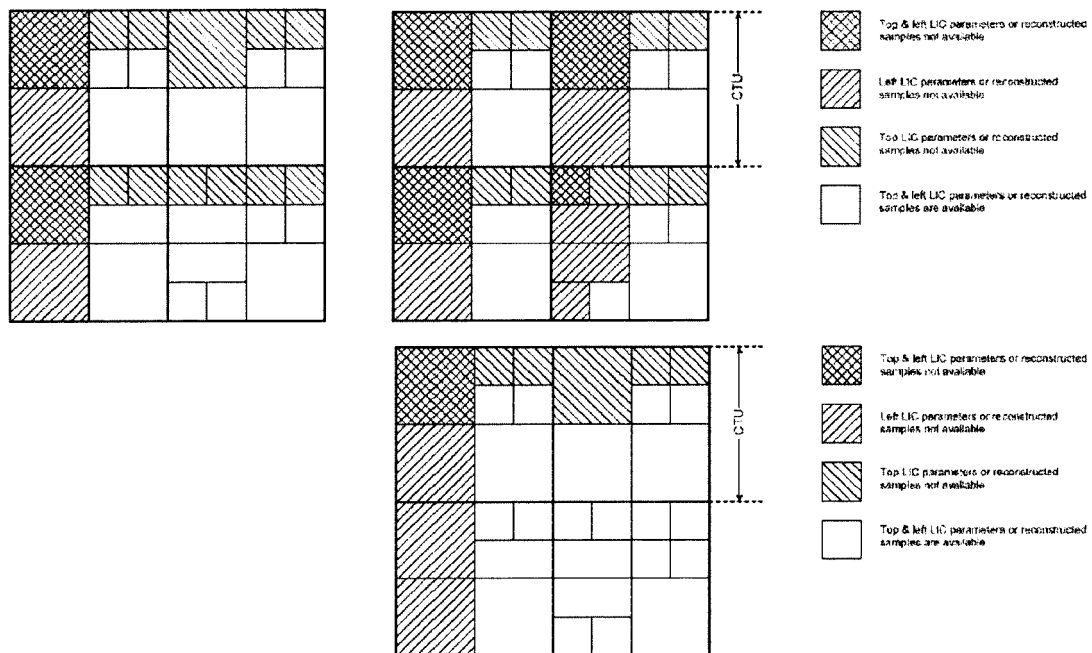 Top & left LIC parameters or reconstructed
samples not available
Left LIC parameters or reconstructed
samples not available
Top LIC parameters or reconstructed
samples not available
Top & left LIC parameters or reconstructed
samples are available
CTU
Top & left LIC parameters or reconstructed
samples not available
Left LIC parameters or reconstructed
samples not available
Top LIC parameters or reconstructed
samples not available
Top & left LIC parameters or reconstructed
samples are available
CTU